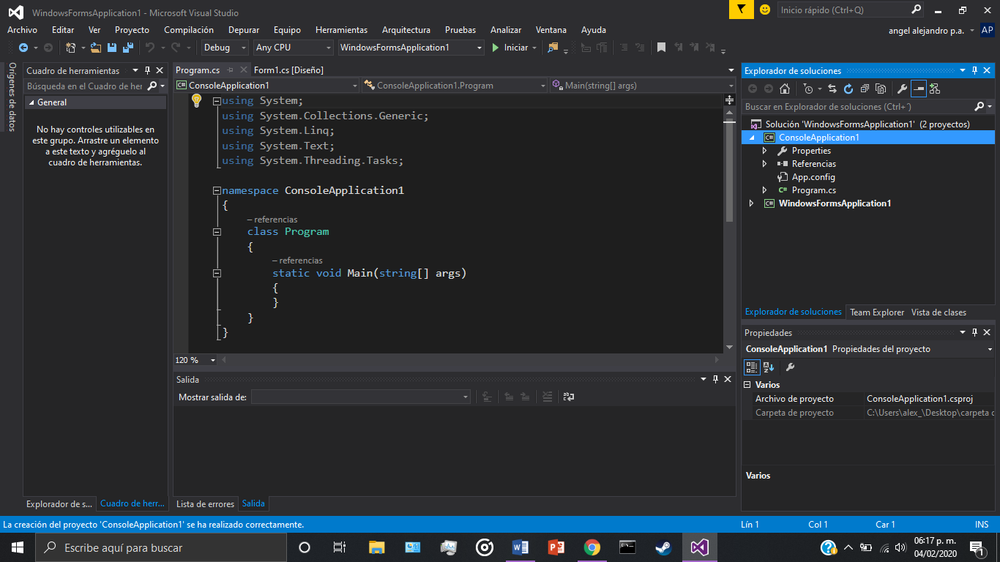 WindowsFormsApplication1 - Microsoft Visual Studio
Inicio rápido (Ctrl+Q)
Archivo Editar Ver Proyecto Compilación Depurar Equipo Herramientas Arquitectura Pruebas Analizar Ventana Ayuda
angel alejandro p.a. AP
Debug Any CPU WindowsFormsApplication1 Iniciar
Orígenes de datos
Cuadro de herramientas
Búsqueda en el Cuadro de her
General
No hay controles utilizables en
este grupo. Arrastre un elemento
a este texto y agréguelo al
cuadro de herramientas.
Explorador de s... Cuadro de herr...
Program.cs Form1.cs [Diseño]
ConsoleApplication1 ConsoleApplication1.Program Main(string[] args)
using System;
using System.Collections.Generic;
using System.Linq;
using System.Text;
using System.Threading.Tasks;
namespace ConsoleApplication1
{
– referencias
class Program
{
– referencias
static void Main(string[] args)
{
}
}
}
120 %
Salida
Mostrar salida de:
Lista de errores Salida
Explorador de soluciones
Buscar en Explorador de soluciones (Ctrl+´)
Solución 'WindowsFormsApplication1' (2 proyectos)
C# ConsoleApplication1
Properties
Referencias
App.config
C# Program.cs
C# WindowsFormsApplication1
Explorador de soluciones Team Explorer Vista de clases
Propiedades
ConsoleApplication1 Propiedades del proyecto
Varios
Archivo de proyecto ConsoleApplication1.csproj
Carpeta de proyecto C:\Users\alex_\Desktop\carpeta c
Varios
La creación del proyecto 'ConsoleApplication1' se ha realizado correctamente.
Lín 1 Col 1 Car 1 INS
Escribe aquí para buscar
06:17 p. m.
04/02/2020
1